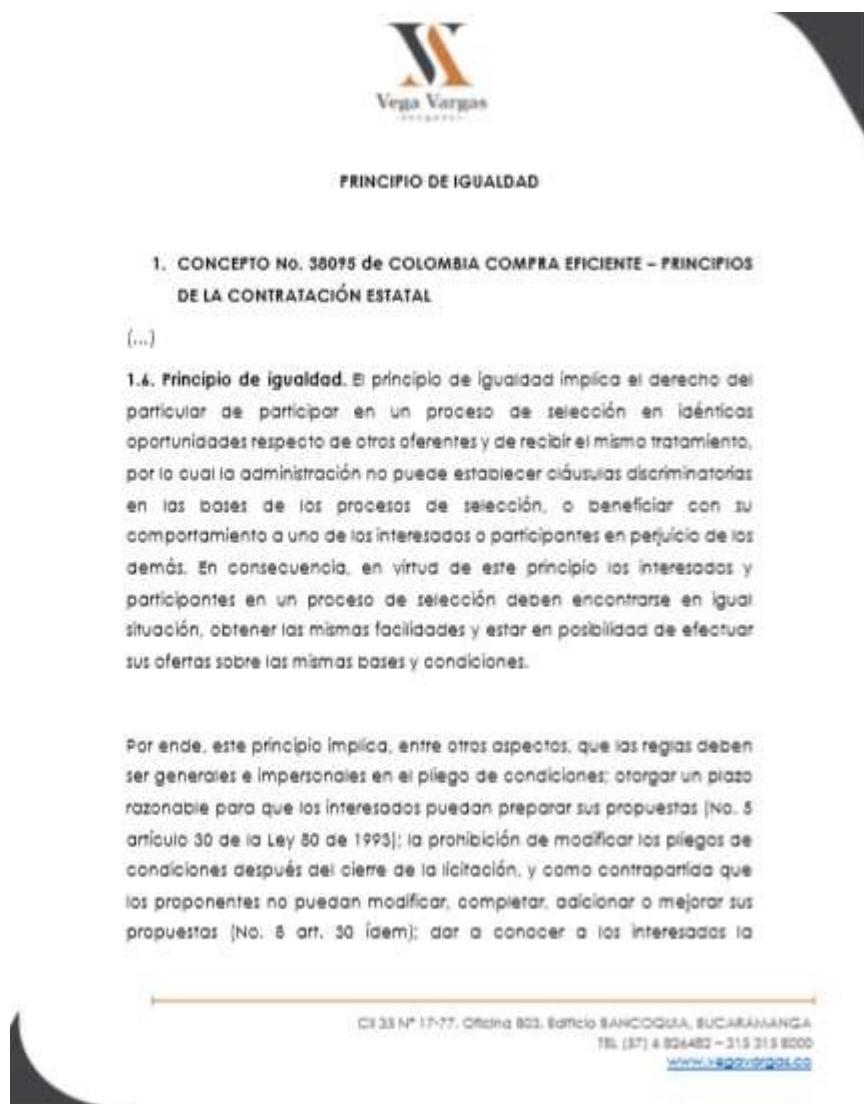 Vega Vargas
PRINCIPIO DE IGUALDAD
1. CONCEPTO No. 38095 de COLOMBIA COMPRA EFICIENTE – PRINCIPIOS
DE LA CONTRATACIÓN ESTATAL
(...)
1.6. Principio de igualdad. El principio de igualdad implica el derecho del
particular de participar en un proceso de selección en idénticas
oportunidades respecto de otros oferentes y de recibir el mismo tratamiento,
por lo cual la administración no puede establecer cláusulas discriminatorias
en las bases de los procesos de selección, o beneficiar con su
comportamiento a uno de los interesados o participantes en perjuicio de los
demás. En consecuencia, en virtud de este principio los interesados y
participantes en un proceso de selección deben encontrarse en igual
situación, obtener las mismas facilidades y estar en posibilidad de efectuar
sus ofertas sobre las mismas bases y condiciones.
Por ende, este principio implica, entre otros aspectos, que las reglas deben
ser generales e impersonales en el pliego de condiciones; otorgar un plazo
razonable para que los interesados puedan preparar sus propuestas (No. 5
artículo 30 de la Ley 80 de 1993); la prohibición de modificar los pliegos de
condiciones después del cierre de la licitación, y como contrapartida que
los proponentes no puedan modificar, completar, adicionar o mejorar sus
propuestas (No. 8 art. 30 ídem); dar a conocer a los interesados la
Cll 35 N° 17-77. Oficina 803. Edificio BANCOQUIA, BUCARAMANGA
TEL (57) 6 826482 – 315 315 8000
www.vegavargas.co